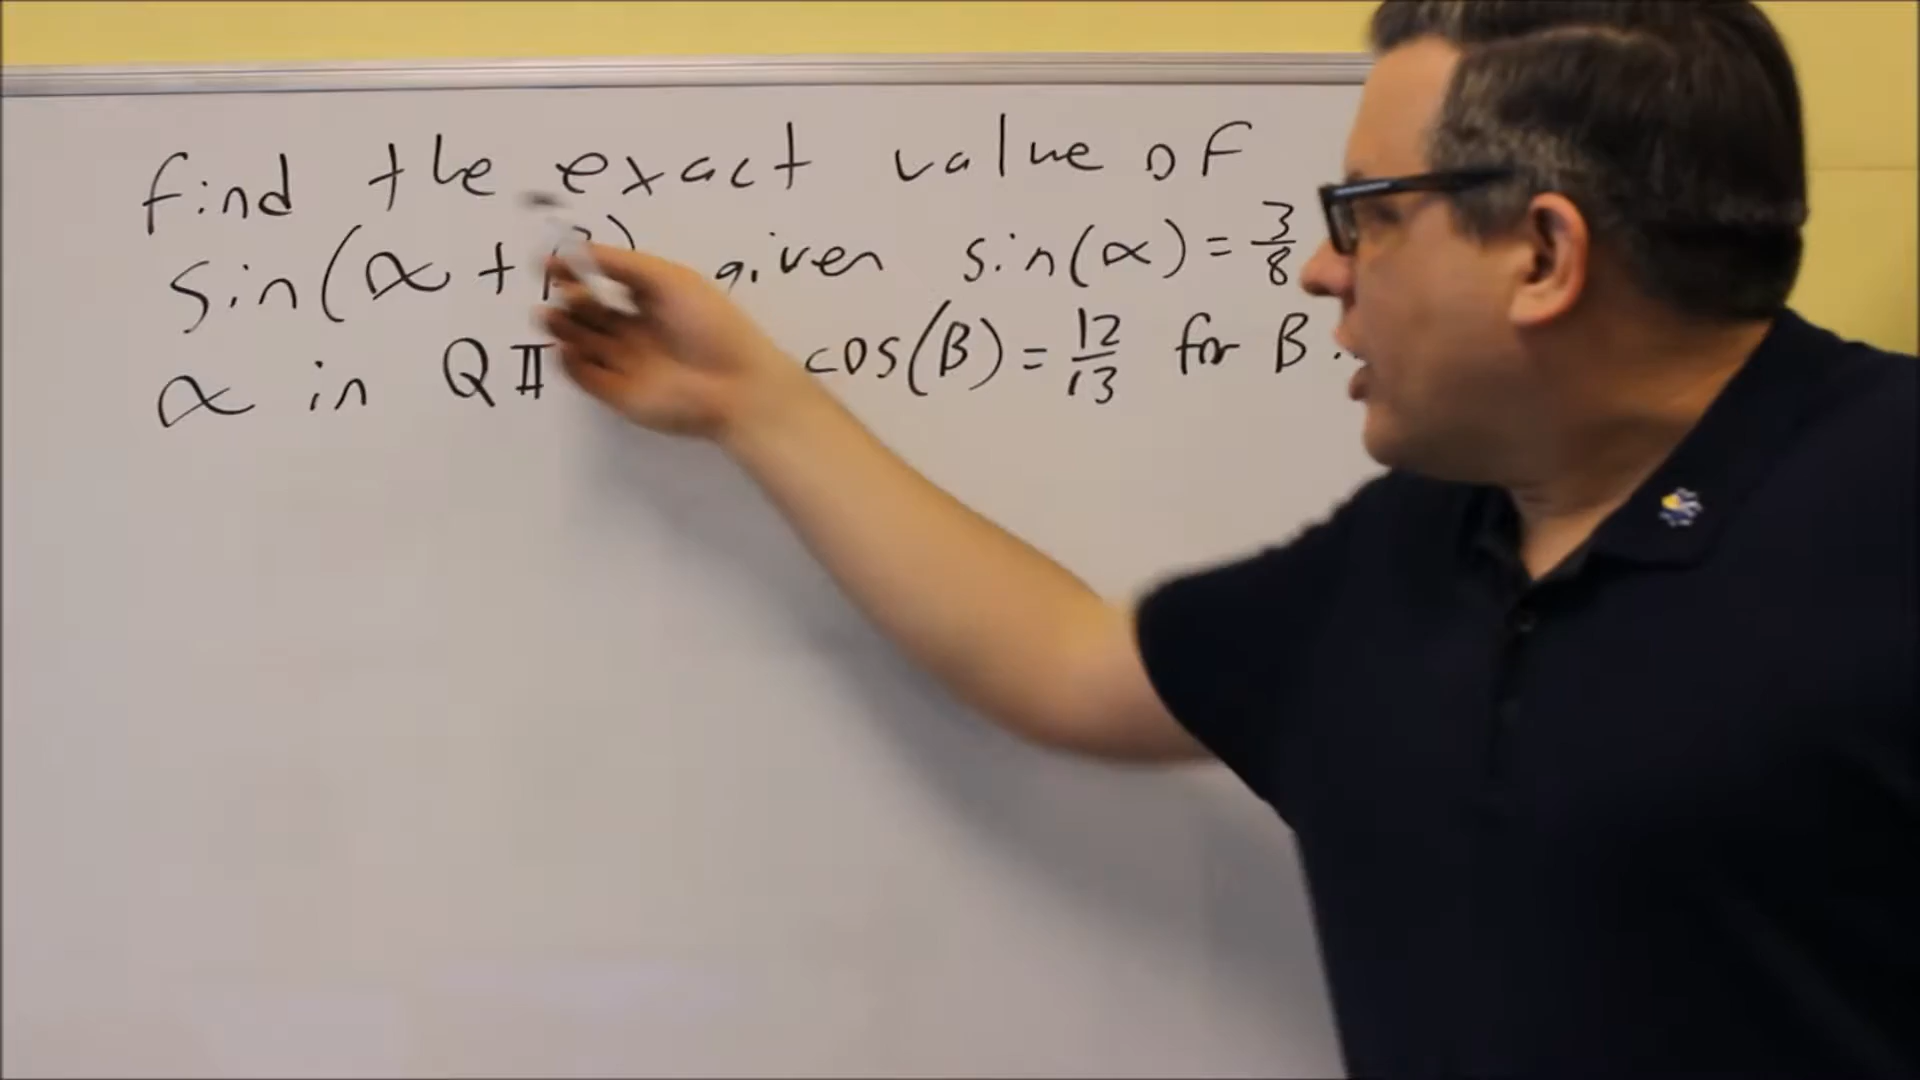 find the exact value of
sin(α + β) given sin(α) = 3/8
α in QII cos(β) = 12/13 for β